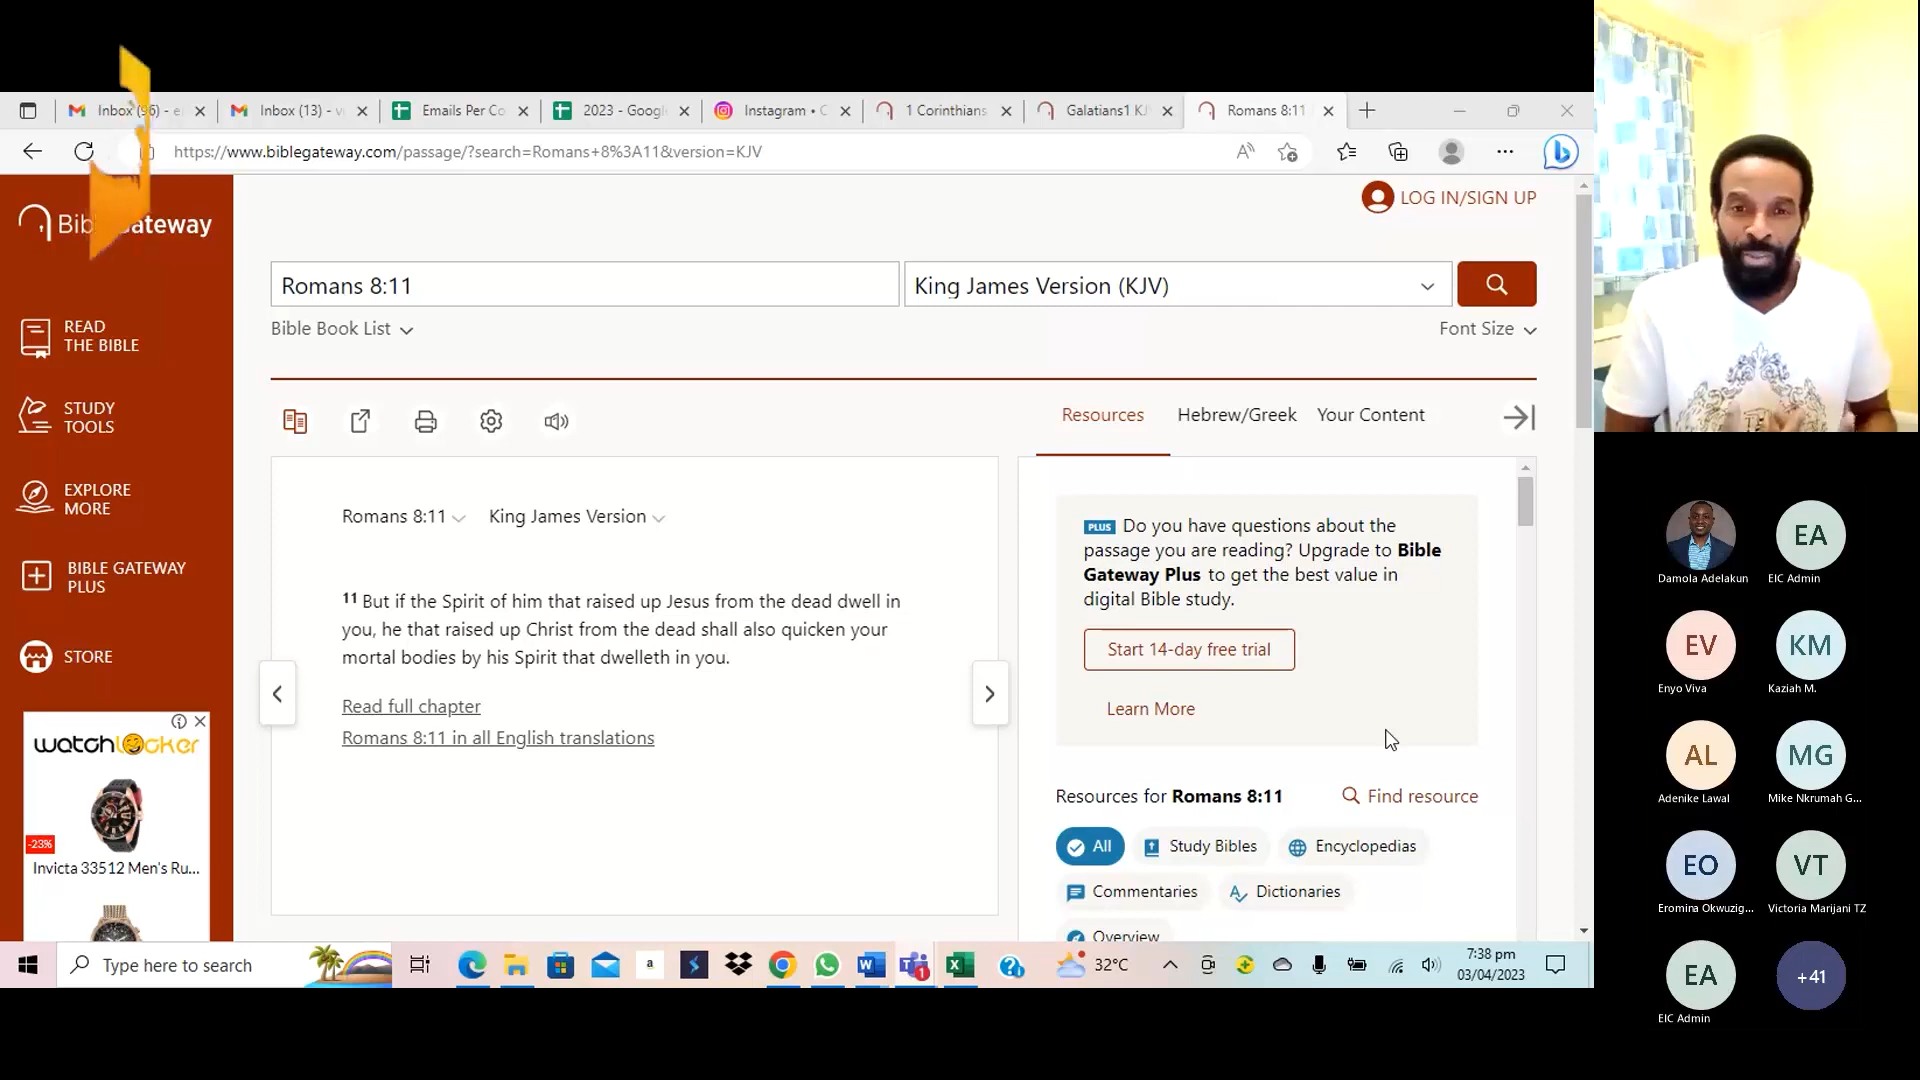 Inbox (96) - e
Inbox (13) - v
Emails Per Co
2023 - Googl
Instagram • C
1 Corinthians
Galatians1 KJ
Romans 8:11
https://www.biblegateway.com/passage/?search=Romans+8%3A11&version=KJV
LOG IN/SIGN UP
Bib ateway
Romans 8:11
King James Version (KJV)
Bible Book List
Font Size
READ
THE BIBLE
STUDY
TOOLS
EXPLORE
MORE
BIBLE GATEWAY
PLUS
STORE
Resources
Hebrew/Greek
Your Content
Romans 8:11
King James Version
11 But if the Spirit of him that raised up Jesus from the dead dwell in
you, he that raised up Christ from the dead shall also quicken your
mortal bodies by his Spirit that dwelleth in you.
Read full chapter
Romans 8:11 in all English translations
PLUS Do you have questions about the
passage you are reading? Upgrade to Bible
Gateway Plus to get the best value in
digital Bible study.
Start 14-day free trial
Learn More
Resources for Romans 8:11
Find resource
All
Study Bibles
Encyclopedias
Commentaries
Dictionaries
Overview
watchlocker
-23%
Invicta 33512 Men's Ru...
Type here to search
a
1
32°C
7:38 pm
03/04/2023
Damola Adelakun
EA
EIC Admin
EV
Enyo Viva
KM
Kaziah M.
AL
Adenike Lawal
MG
Mike Nkrumah G...
EO
Eromina Okwuzig...
VT
Victoria Marijani TZ
EA
EIC Admin
+41